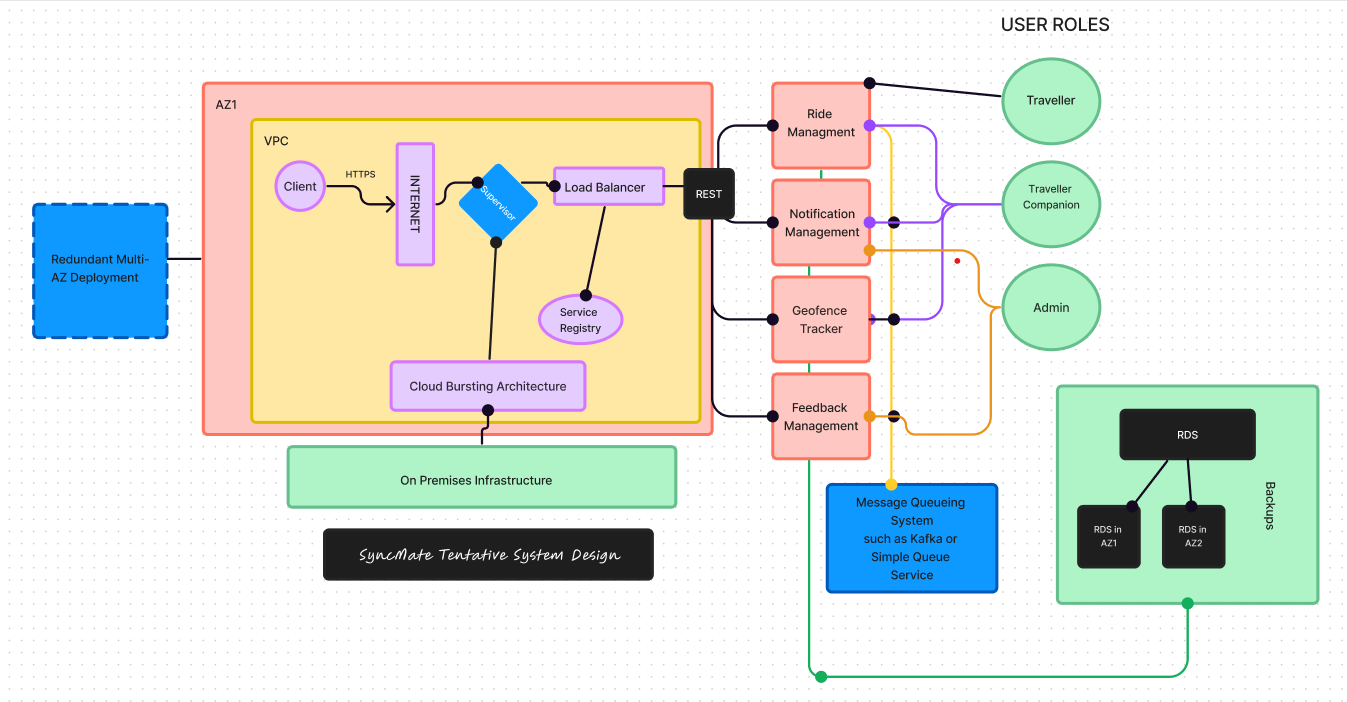 USER ROLES
AZ1
VPC
Client
HTTPS
INTERNET
Supervisor
Load Balancer
REST
Service
Registry
Cloud Bursting Architecture
Redundant Multi-
AZ Deployment
On Premises Infrastructure
SyncMate Tentative System Design
Ride
Managment
Notification
Management
Geofence
Tracker
Feedback
Management
Traveller
Traveller
Companion
Admin
Message Queueing
System
such as Kafka or
Simple Queue
Service
RDS
RDS in
AZ1
RDS in
AZ2
Backups